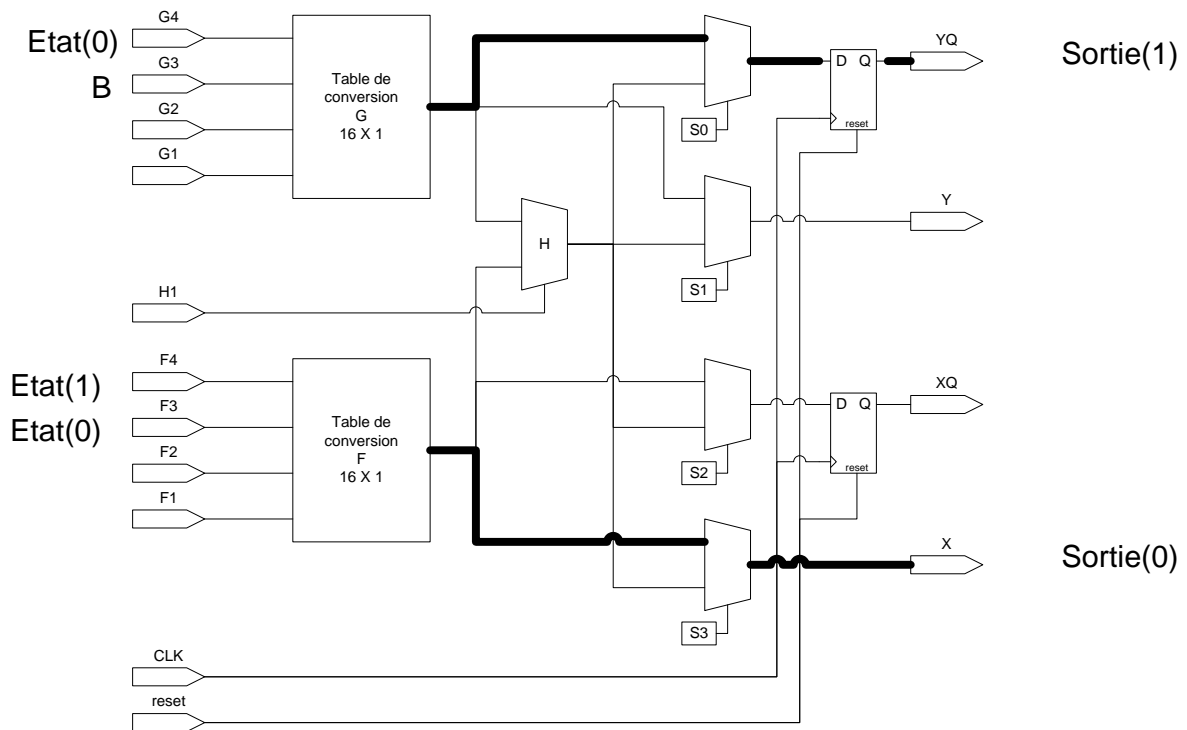 G4
Etat(0)
G3
B
G2
G1
Table de
conversion
G
16 X 1
S0
D Q
reset
YQ
Sortie(1)
H
S1
Y
H1
F4
Etat(1)
F3
Etat(0)
F2
F1
Table de
conversion
F
16 X 1
S2
D Q
reset
XQ
S3
X
Sortie(0)
CLK
reset